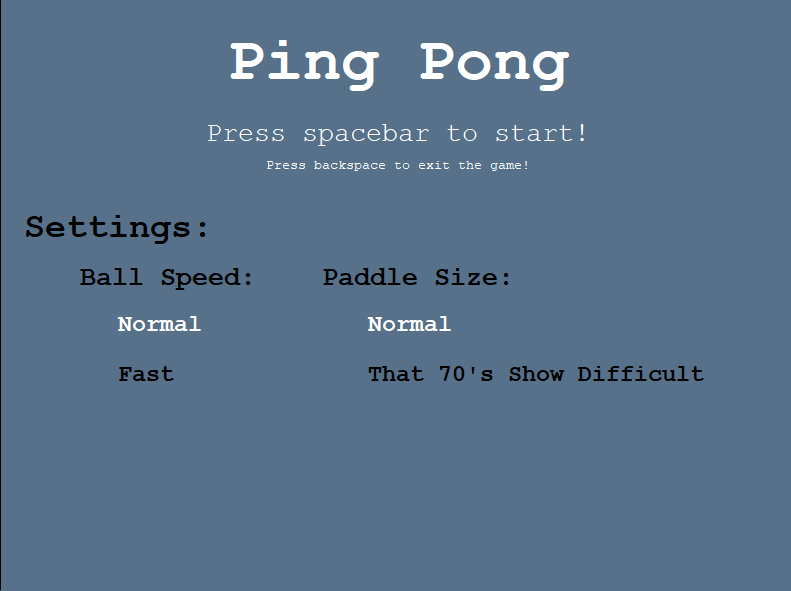 Ping Pong
Press spacebar to start!
Press backspace to exit the game!
Settings:
Ball Speed: Paddle Size:
Normal Normal
Fast That 70's Show Difficult